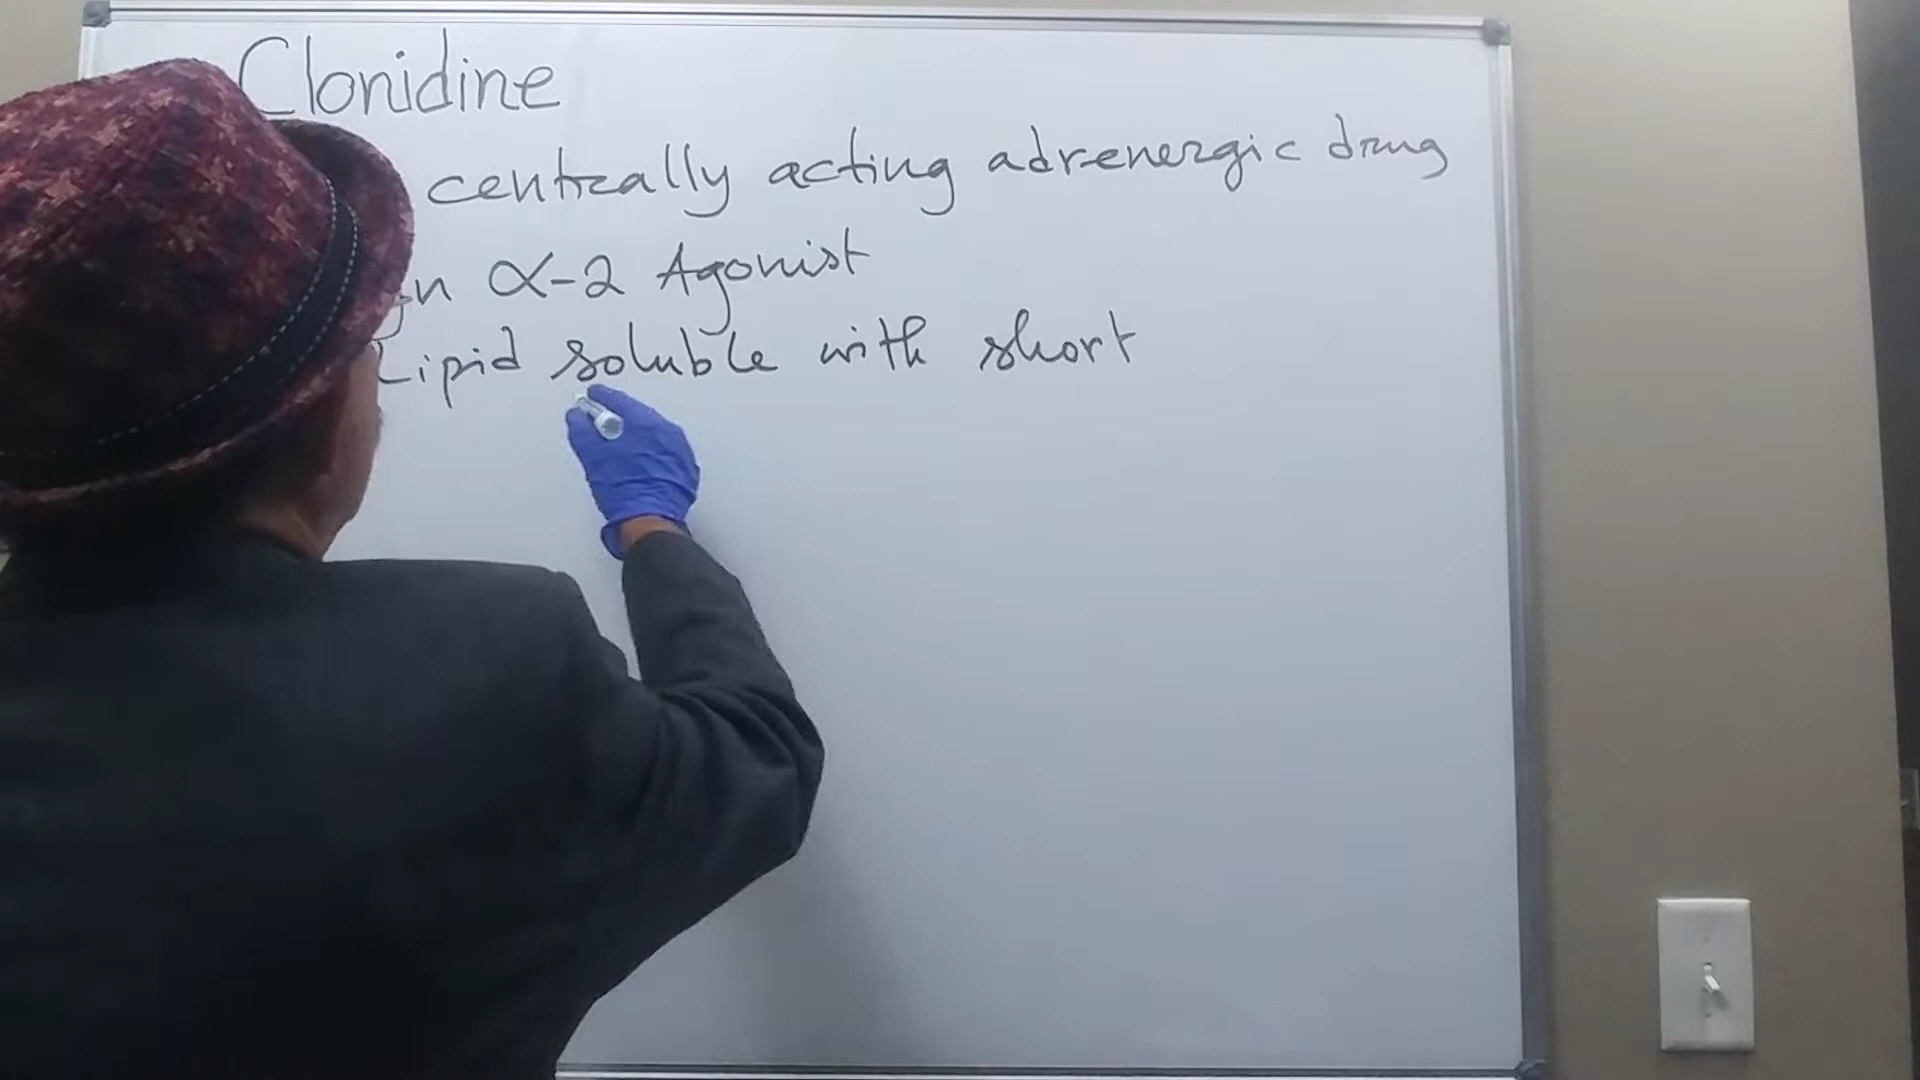 Clonidine
centrally acting adrenergic drug
α-2 Agonist
Lipid soluble with short